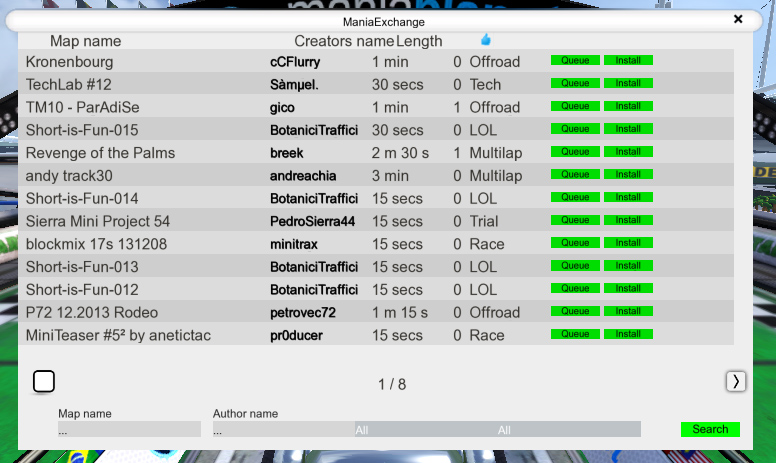 ManiaExchange
Map name Creators name Length
Kronenbourg cCFlurry 1 min 0 Offroad Queue Install
TechLab #12 Sàmµel. 30 secs 0 Tech Queue Install
TM10 - ParAdiSe gico 1 min 1 Offroad Queue Install
Short-is-Fun-015 BotaniciTraffici 30 secs 0 LOL Queue Install
Revenge of the Palms breek 2 m 30 s 1 Multilap Queue Install
andy track30 andreachia 3 min 0 Multilap Queue Install
Short-is-Fun-014 BotaniciTraffici 15 secs 0 LOL Queue Install
Sierra Mini Project 54 PedroSierra44 15 secs 0 Trial Queue Install
blockmix 17s 131208 minitrax 15 secs 0 Race Queue Install
Short-is-Fun-013 BotaniciTraffici 15 secs 0 LOL Queue Install
Short-is-Fun-012 BotaniciTraffici 15 secs 0 LOL Queue Install
P72 12.2013 Rodeo petrovec72 1 m 15 s 0 Offroad Queue Install
MiniTeaser #5² by anetictac pr0ducer 15 secs 0 Race Queue Install
1 / 8
Map name Author name
... ... All All Search